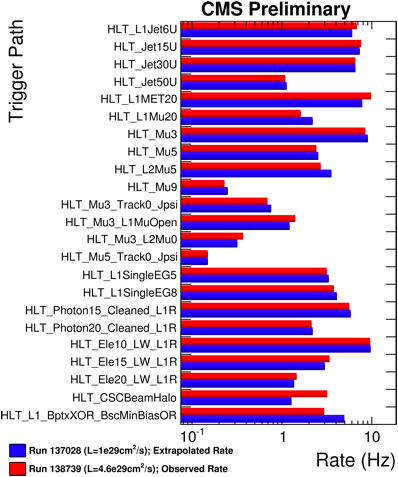 CMS Preliminary
Trigger Path
HLT_L1Jet6U
HLT_Jet15U
HLT_Jet30U
HLT_Jet50U
HLT_L1MET20
HLT_L1Mu20
HLT_Mu3
HLT_Mu5
HLT_L2Mu5
HLT_Mu9
HLT_Mu3_Track0_Jpsi
HLT_Mu3_L1MuOpen
HLT_Mu3_L2Mu0
HLT_Mu5_Track0_Jpsi
HLT_L1SingleEG5
HLT_L1SingleEG8
HLT_Photon15_Cleaned_L1R
HLT_Photon20_Cleaned_L1R
HLT_Ele10_LW_L1R
HLT_Ele15_LW_L1R
HLT_Ele20_LW_L1R
HLT_CSCBeamHalo
HLT_L1_BptxXOR_BscMinBiasOR
10⁻¹ 1 10
Rate (Hz)
Run 137028 (L=1e29cm²/s); Extrapolated Rate
Run 138739 (L=4.6e29cm²/s); Observed Rate